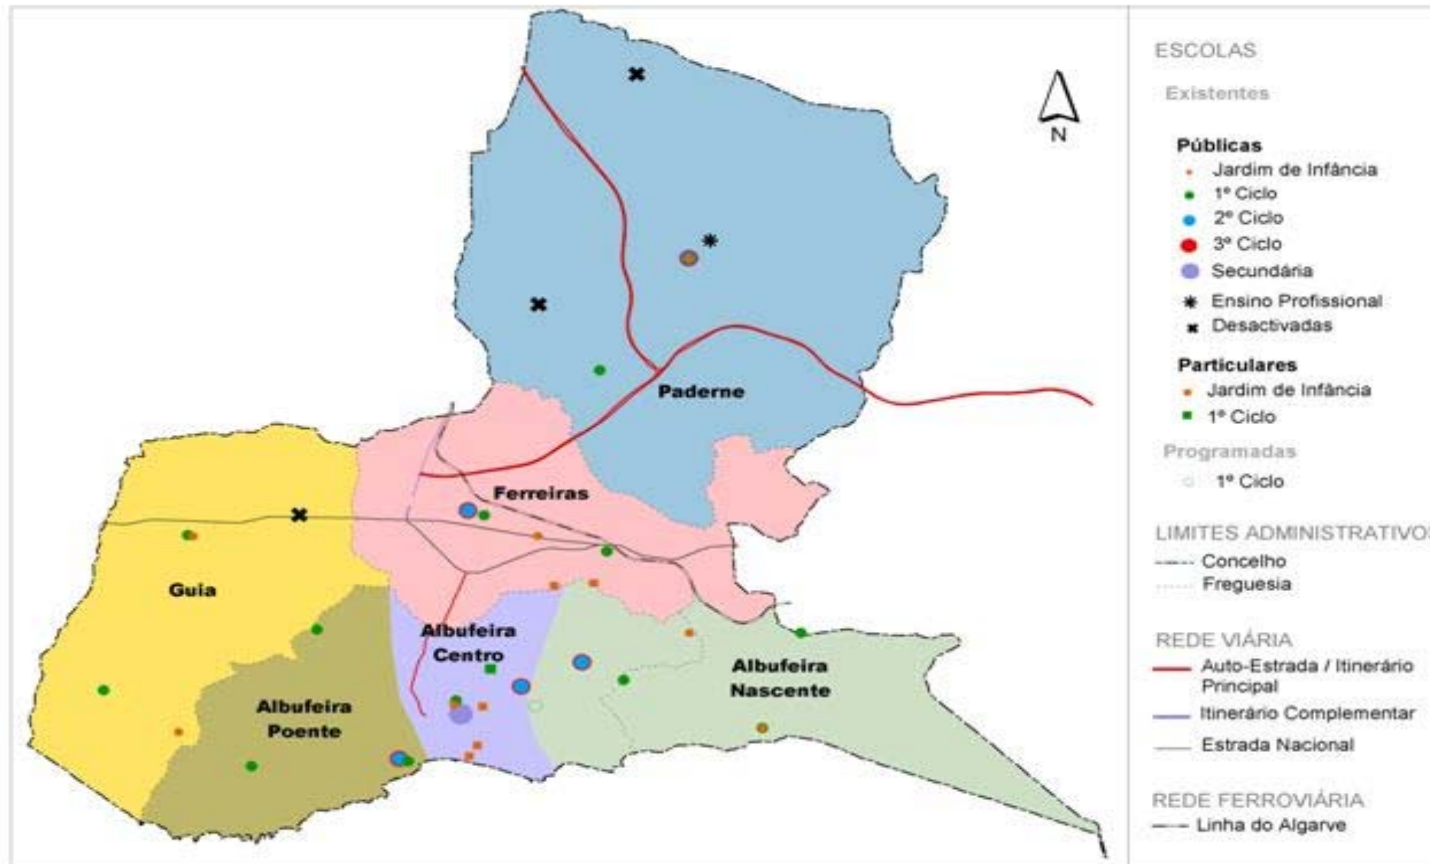 N
Paderne
Ferreiras
Guia
Albufeira
Centro
Albufeira
Nascente
Albufeira
Poente
ESCOLAS
Existentes
Públicas
Jardim de Infância
1º Ciclo
2º Ciclo
3º Ciclo
Secundária
Ensino Profissional
Desactivadas
Particulares
Jardim de Infância
1º Ciclo
Programadas
1º Ciclo
LIMITES ADMINISTRATIVO
Concelho
Freguesia
REDE VIÁRIA
Auto-Estrada / Itinerário
Principal
Itinerário Complementar
Estrada Nacional
REDE FERROVIÁRIA
Linha do Algarve